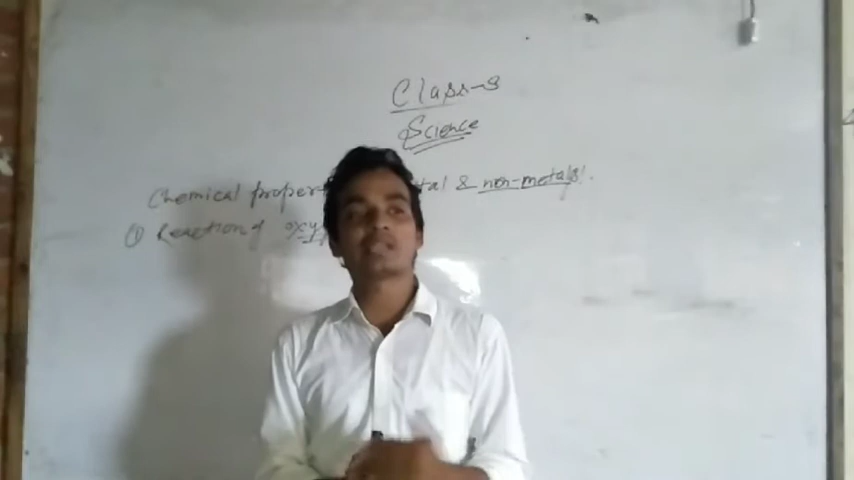 Class-8
Science
Chemical propert tal & non-metals.
① Reaction of oxy